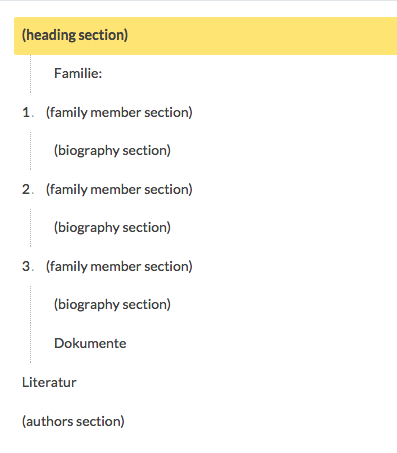 (heading section)
Familie:
1. (family member section)
(biography section)
2. (family member section)
(biography section)
3. (family member section)
(biography section)
Dokumente
Literatur
(authors section)